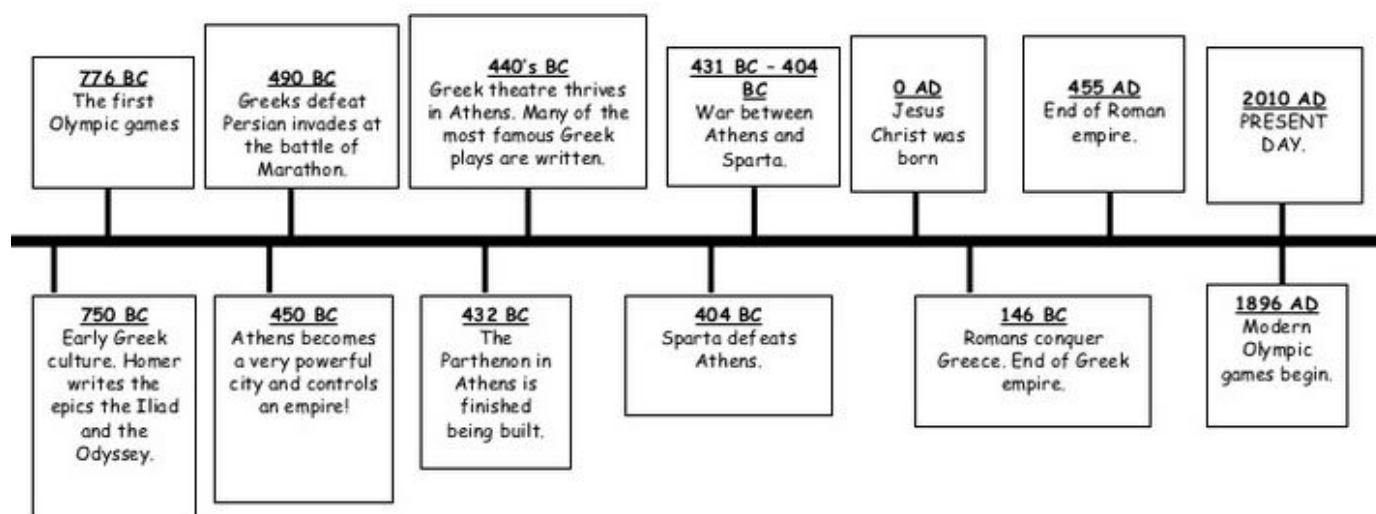 776 BC
The first
Olympic games
490 BC
Greeks defeat
Persian invades at
the battle of
Marathon.
440's BC
Greek theatre thrives
in Athens. Many of the
most famous Greek
plays are written.
431 BC - 404
BC
War between
Athens and
Sparta.
0 AD
Jesus
Christ was
born
455 AD
End of Roman
empire.
2010 AD
PRESENT
DAY.
750 BC
Early Greek
culture. Homer
writes the
epics the Iliad
and the
Odyssey.
450 BC
Athens becomes
a very powerful
city and controls
an empire!
432 BC
The
Parthenon in
Athens is
finished
being built.
404 BC
Sparta defeats
Athens.
146 BC
Romans conquer
Greece. End of Greek
empire.
1896 AD
Modern
Olympic
games begin.